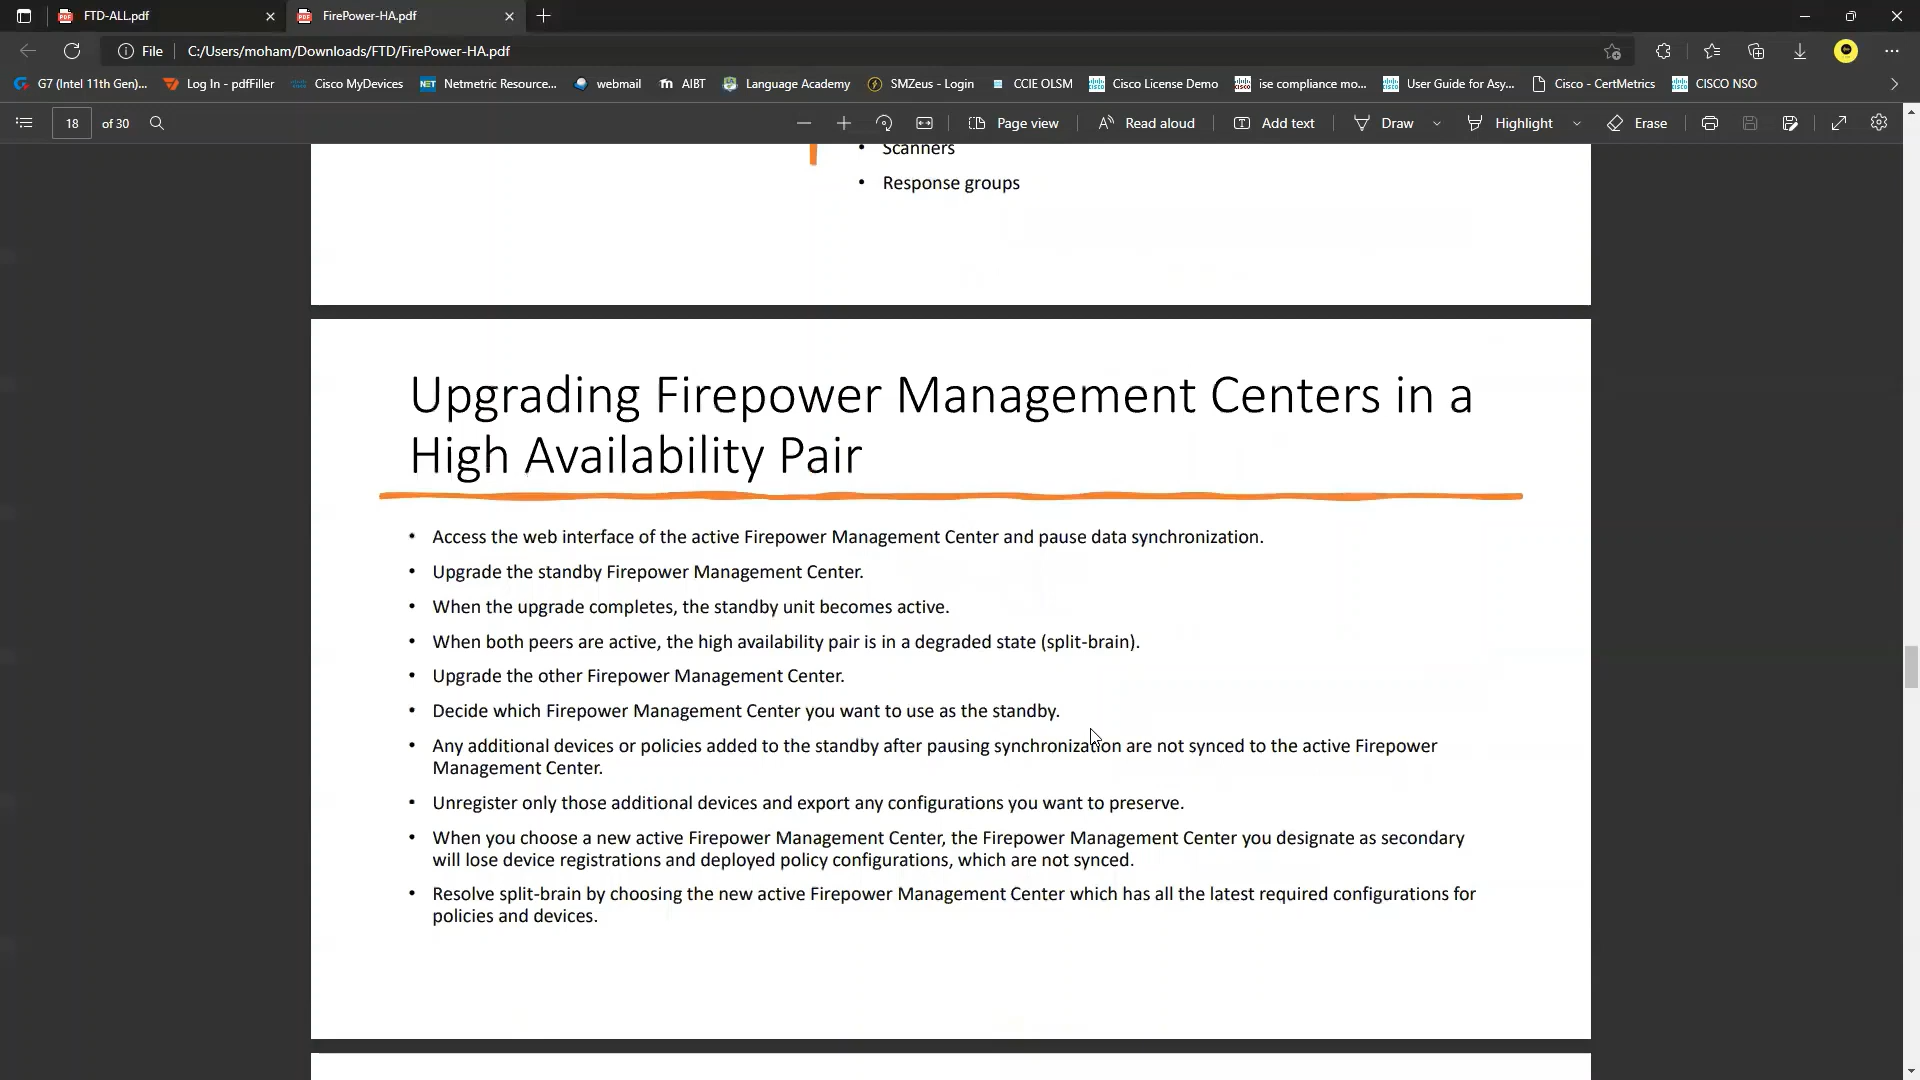 FTD-ALL.pdf
FirePower-HA.pdf
File
C:/Users/moham/Downloads/FTD/FirePower-HA.pdf
G7 (Intel 11th Gen)...
Log In - pdfFiller
Cisco MyDevices
NET Netmetric Resource...
webmail
m AIBT
Language Academy
SMZeus - Login
CCIE OLSM
Cisco License Demo
ise compliance mo...
User Guide for Asy...
Cisco - CertMetrics
CISCO NSO
18 of 30
Page view
Read aloud
Add text
Draw
Highlight
Erase
• Scanners
• Response groups
Upgrading Firepower Management Centers in a
High Availability Pair
• Access the web interface of the active Firepower Management Center and pause data synchronization.
• Upgrade the standby Firepower Management Center.
• When the upgrade completes, the standby unit becomes active.
• When both peers are active, the high availability pair is in a degraded state (split-brain).
• Upgrade the other Firepower Management Center.
• Decide which Firepower Management Center you want to use as the standby.
• Any additional devices or policies added to the standby after pausing synchronization are not synced to the active Firepower
Management Center.
• Unregister only those additional devices and export any configurations you want to preserve.
• When you choose a new active Firepower Management Center, the Firepower Management Center you designate as secondary
will lose device registrations and deployed policy configurations, which are not synced.
• Resolve split-brain by choosing the new active Firepower Management Center which has all the latest required configurations for
policies and devices.